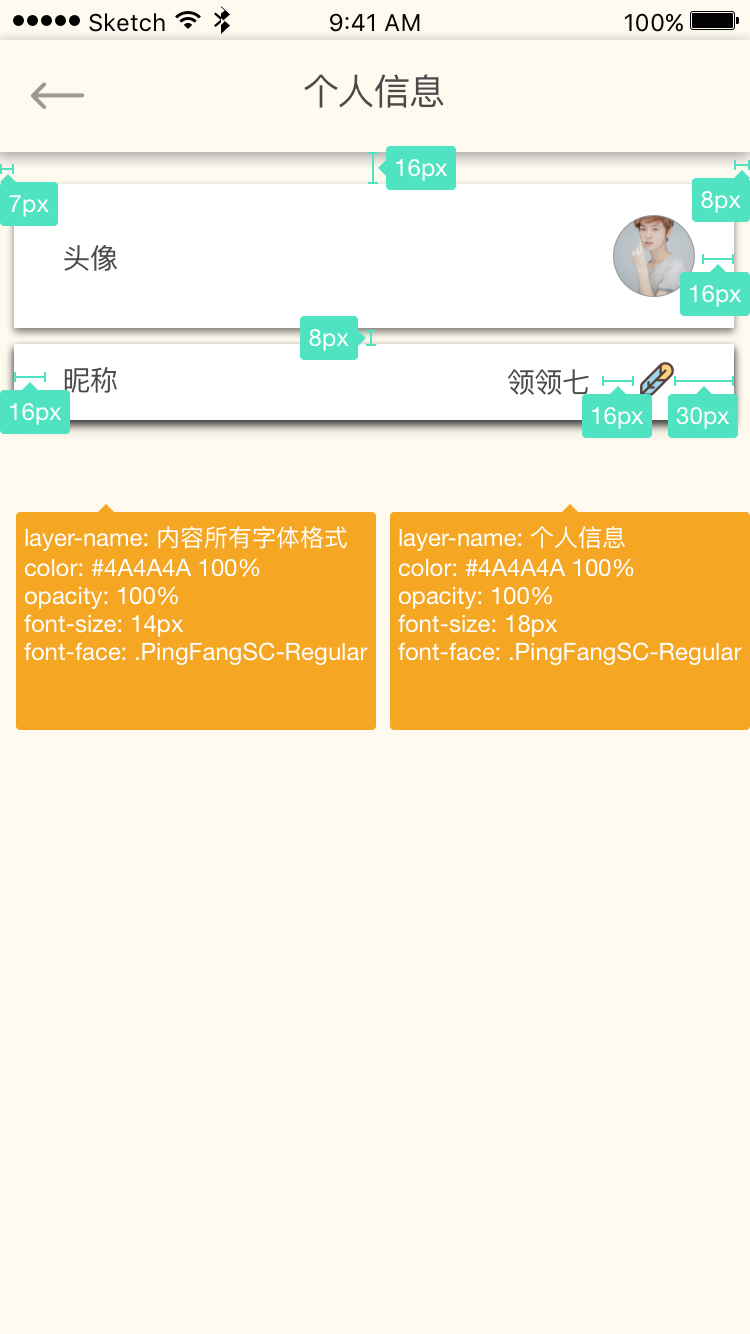 Sketch 9:41 AM 100%
个人信息
16px
7px
8px
头像
16px
8px
昵称
领领七
16px
16px
30px
layer-name: 内容所有字体格式
color: #4A4A4A 100%
opacity: 100%
font-size: 14px
font-face: .PingFangSC-Regular
layer-name: 个人信息
color: #4A4A4A 100%
opacity: 100%
font-size: 18px
font-face: .PingFangSC-Regular